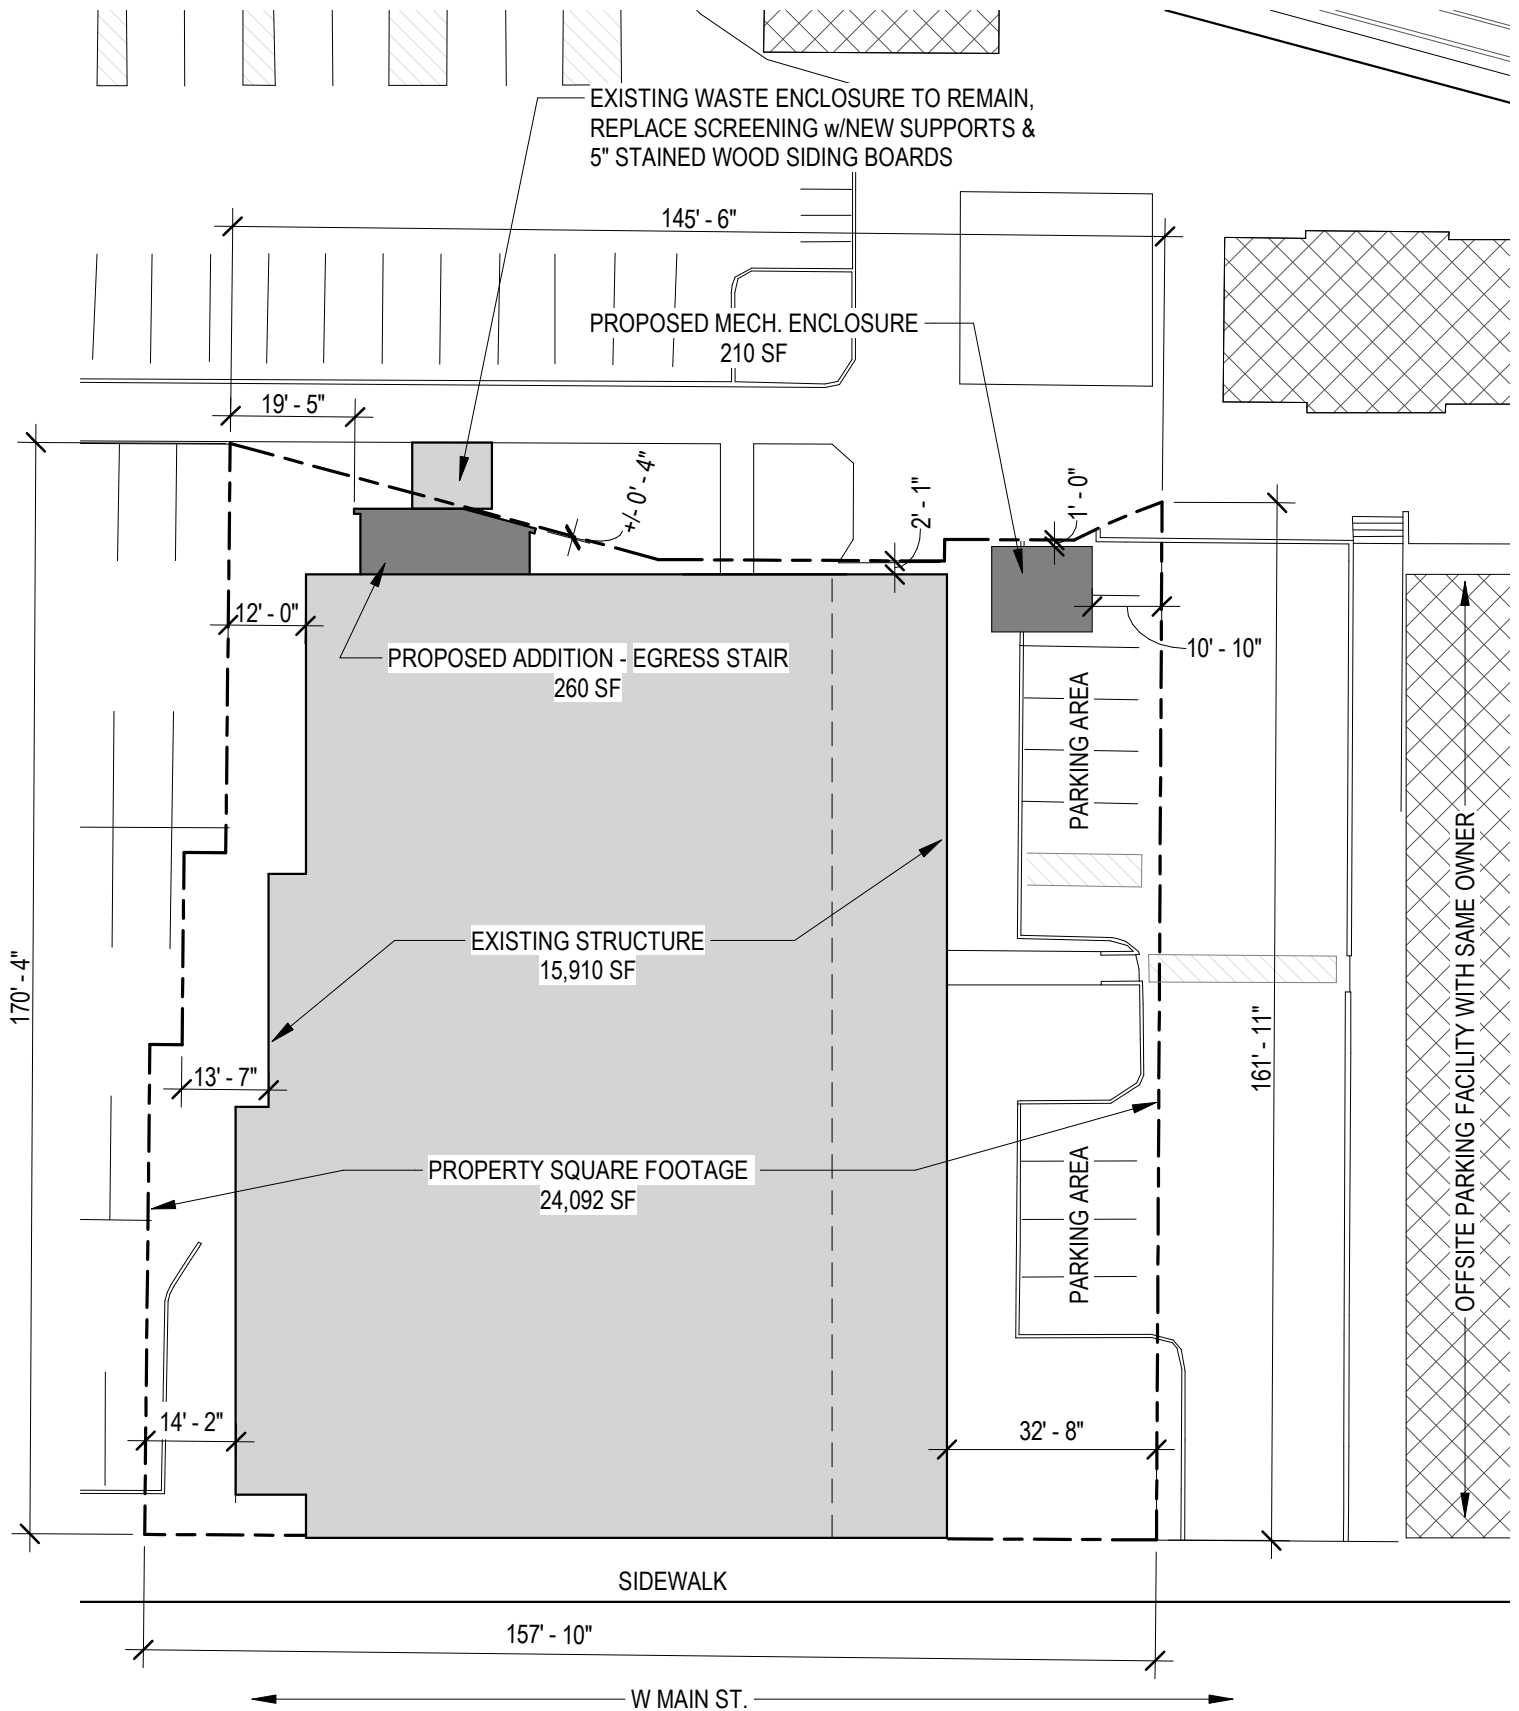 EXISTING WASTE ENCLOSURE TO REMAIN,
REPLACE SCREENING w/NEW SUPPORTS &
5" STAINED WOOD SIDING BOARDS
145' - 6"
PROPOSED MECH. ENCLOSURE
210 SF
19' - 5"
+/- 0' - 4"
2' - 1"
1' - 0"
12' - 0"
10' - 10"
PROPOSED ADDITION - EGRESS STAIR
260 SF
PARKING AREA
EXISTING STRUCTURE
15,910 SF
170' - 4"
161' - 11"
OFFSITE PARKING FACILITY WITH SAME OWNER
13' - 7"
PROPERTY SQUARE FOOTAGE
24,092 SF
PARKING AREA
14' - 2"
32' - 8"
SIDEWALK
157' - 10"
W MAIN ST.